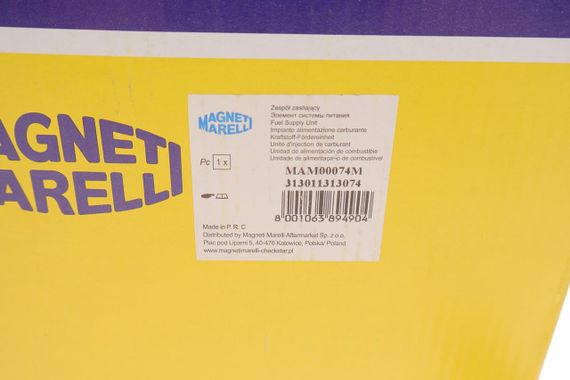 MAGNETI
MARELLI
MAGNETI
MARELLI
Pc 1 x
Zespół zasilający
Элемент системы питания
Fuel Supply Unit
Impianto alimentazione carburante
Kraftstoff-Fördereinheit
Unité d'injection de carburant
Unidad de alimentación de combustible
Unidade de alimentação de combustível
MAM00074M
313011313074
8 001063 894904
Made in P. R. C
Distributed by Magneti Marelli Aftermarket Sp. z o.o.
Plac pod Lipami 5, 40-476 Katowice, Polska/ Poland
www.magnetimarelli-checkstar.pl